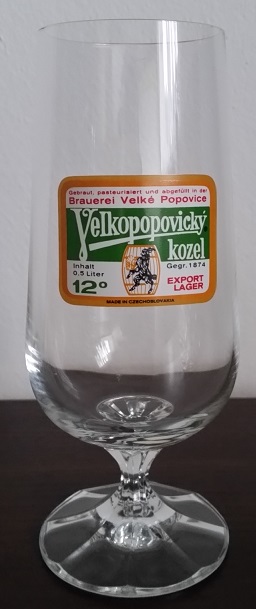 Gebraut, pasteurisiert und abgefüllt in der
Brauerei Velké Popovice
Velkopopovický
kozel
Inhalt
0,5 Liter
Gegr. 1874
12°
EXPORT
LAGER
MADE IN CZECHOSLOVAKIA